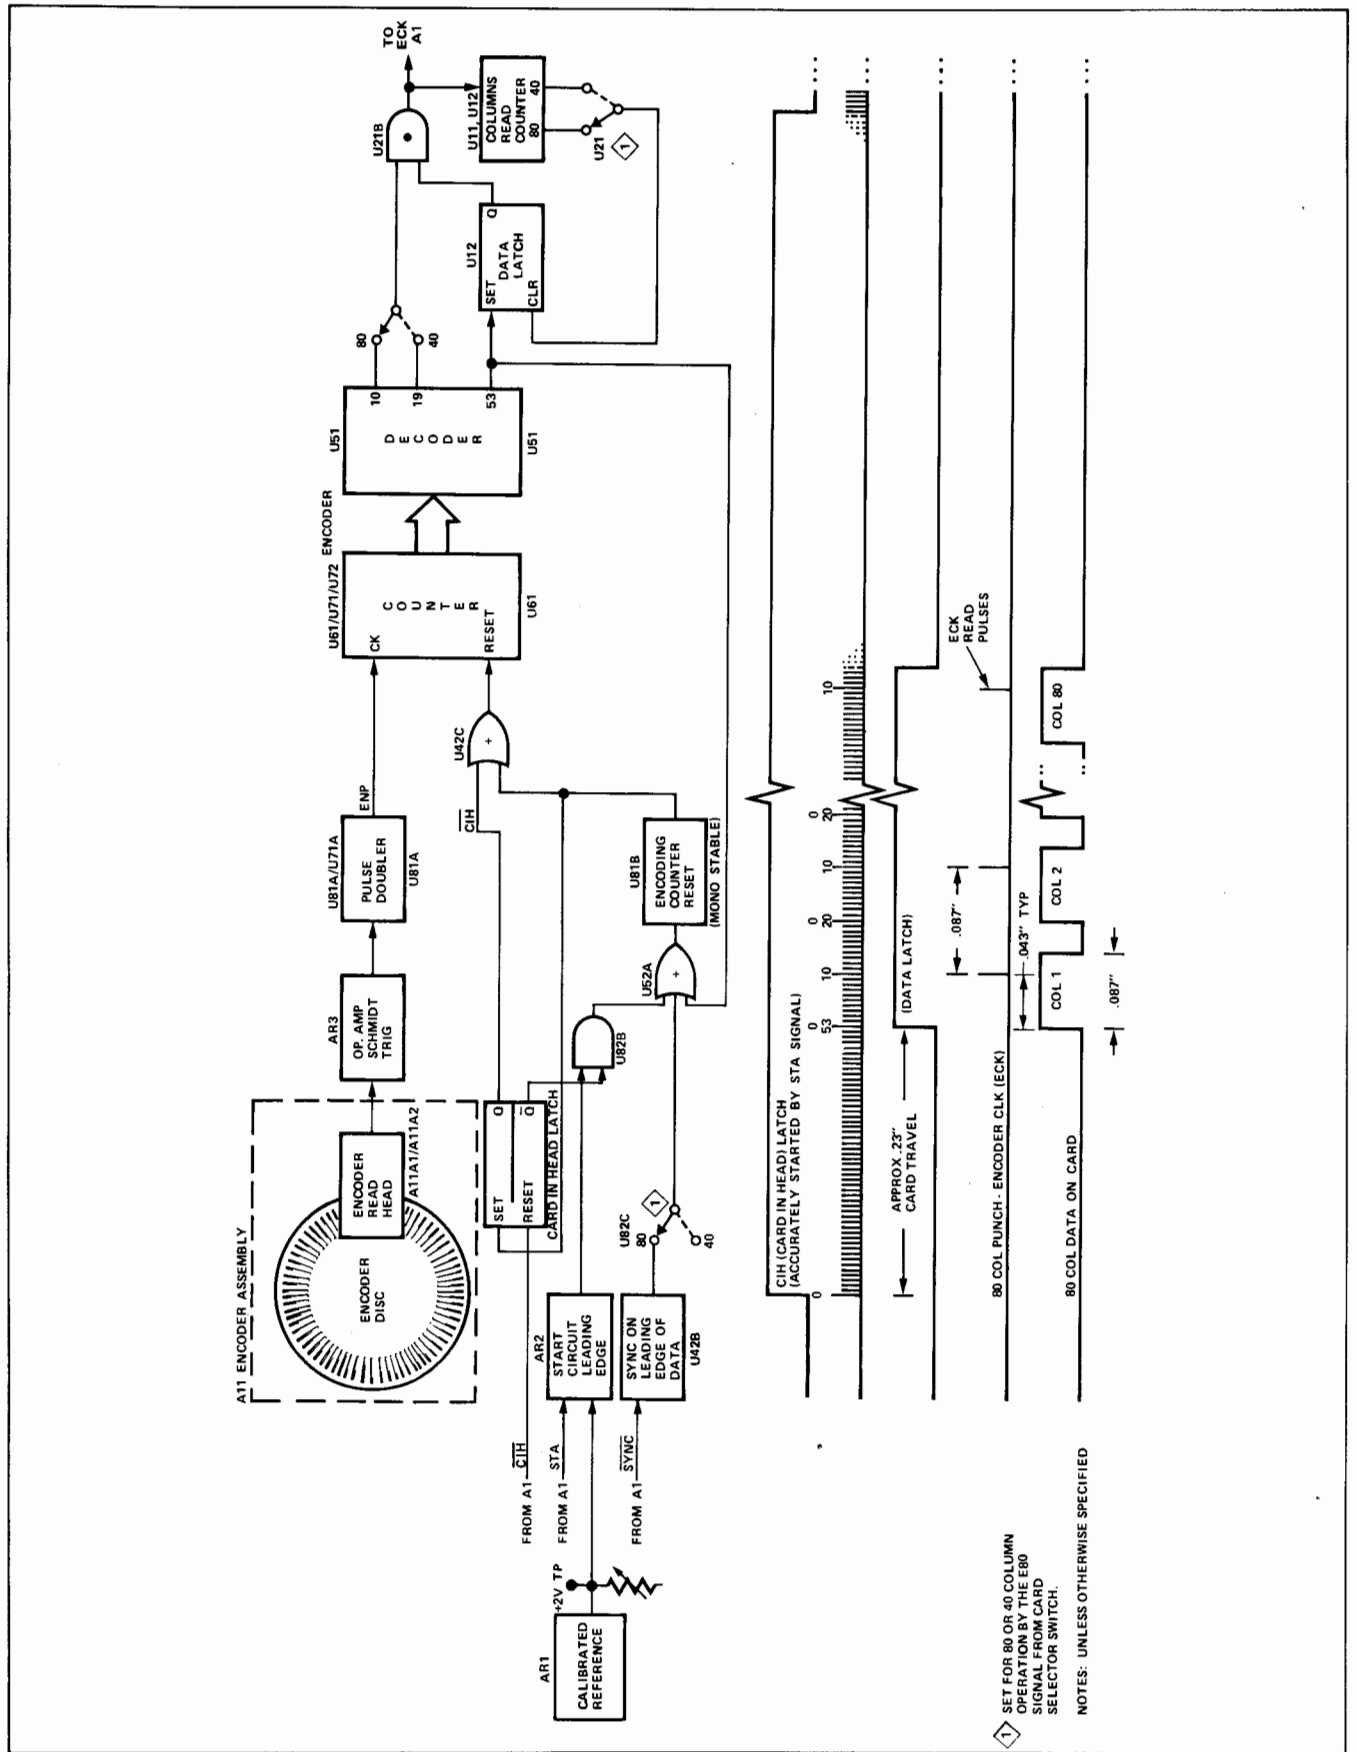 A11 ENCODER ASSEMBLY
ENCODER
DISC
ENCODER
READ
HEAD
A11A1/A11A2
AR3
OP. AMP
SCHMIDT
TRIG
U81A/U71A
PULSE
DOUBLER
U81A
ENP
U61/U71/U72 ENCODER
CK
COUNTER
RESET
U61
U51
DECODER
10
19
53
U51
80
40
U12
SET
DATA
LATCH
Q
CLR
U21B
TO
ECK
A1
U11, U12
COLUMNS
READ
COUNTER
80 40
U21
1
AR1
CALIBRATED
REFERENCE
+2V TP
FROM A1 CIH
FROM A1 STA
FROM A1 SYNC
AR2
START
CIRCUIT
LEADING
EDGE
SYNC ON
LEADING
EDGE OF
DATA
U42B
SET Q
RESET Q
CARD IN HEAD LATCH
U82C
80
40
1
U82B
U52A
+
CIH
U42C
+
U81B
ENCODING
COUNTER
RESET
(MONO STABLE)
CIH (CARD IN HEAD) LATCH
(ACCURATELY STARTED BY STA SIGNAL)
0
0
53
10
0
20
10
0
20
10
APPROX .23"
CARD TRAVEL
(DATA LATCH)
80 COL PUNCH - ENCODER CLK (ECK)
.087"
.043" TYP
ECK
READ
PULSES
80 COL DATA ON CARD
COL 1
COL 2
COL 80
.087"
1 SET FOR 80 OR 40 COLUMN
OPERATION BY THE E80
SIGNAL FROM CARD
SELECTOR SWITCH.
NOTES: UNLESS OTHERWISE SPECIFIED